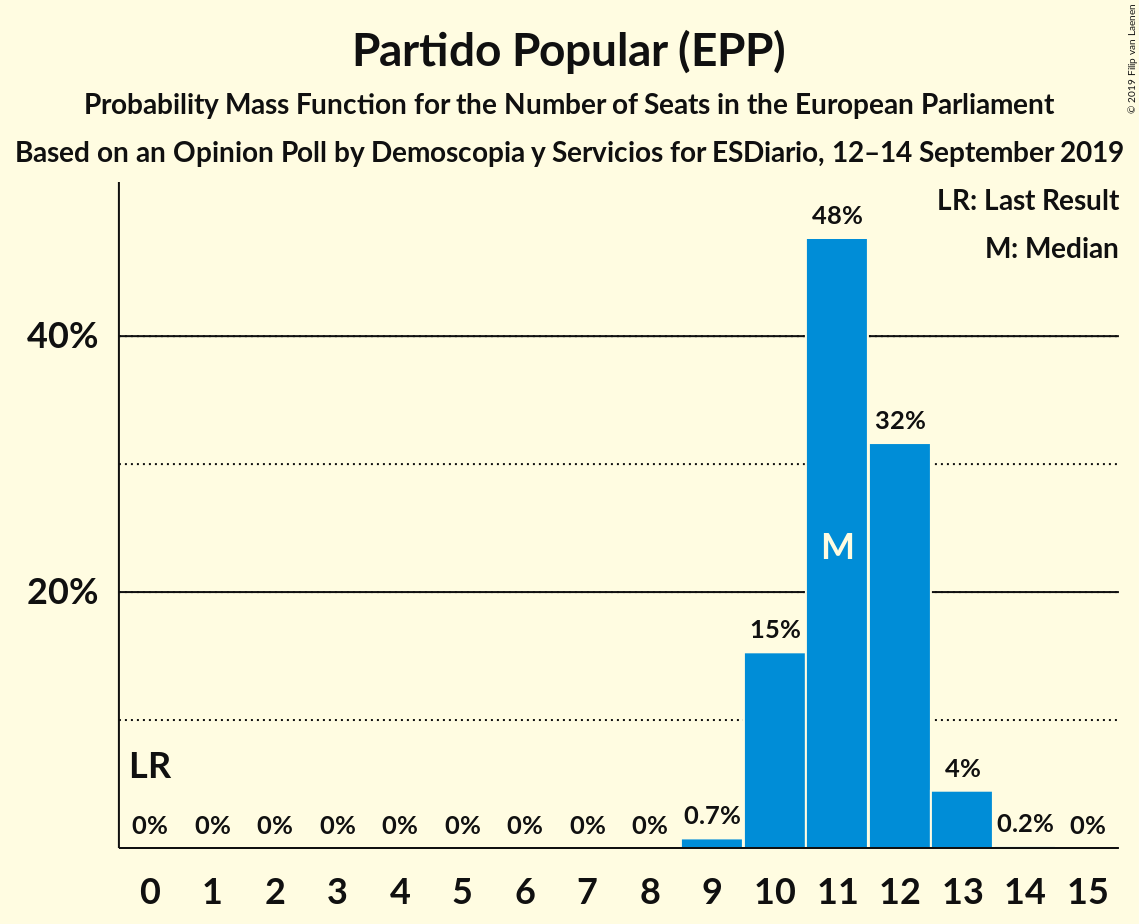 Partido Popular (EPP)
Probability Mass Function for the Number of Seats in the European Parliament
Based on an Opinion Poll by Demoscopia y Servicios for ESDiario, 12–14 September 2019
© 2019 Filip van Laenen
LR: Last Result
M: Median
48%
40%
32%
M
20%
15%
LR
4%
0% 0% 0% 0% 0% 0% 0% 0% 0% 0.7% 0.2% 0%
0 1 2 3 4 5 6 7 8 9 10 11 12 13 14 15